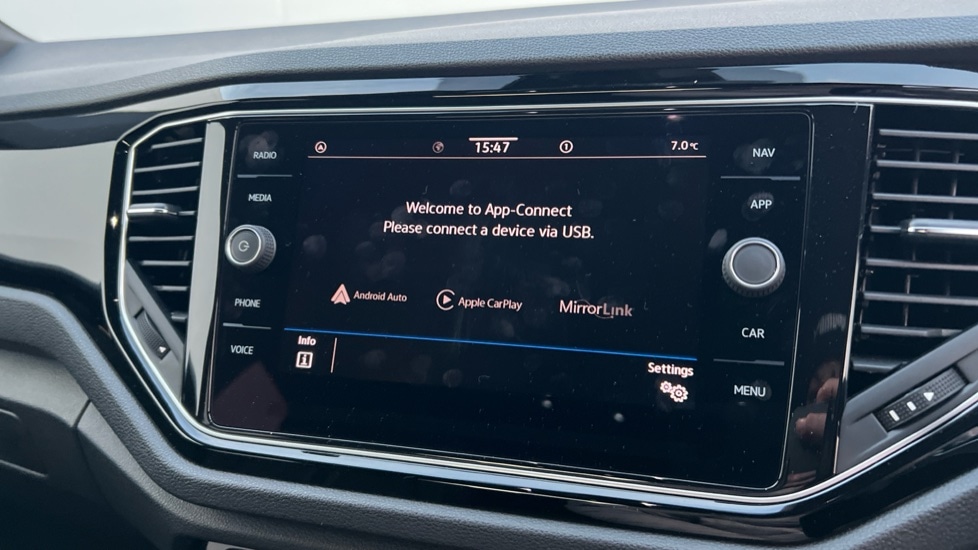 15:47
1
7.0 °C
RADIO
MEDIA
PHONE
VOICE
Welcome to App-Connect
Please connect a device via USB.
Android Auto
Apple CarPlay
MirrorLink
Info
Settings
NAV
APP
CAR
MENU